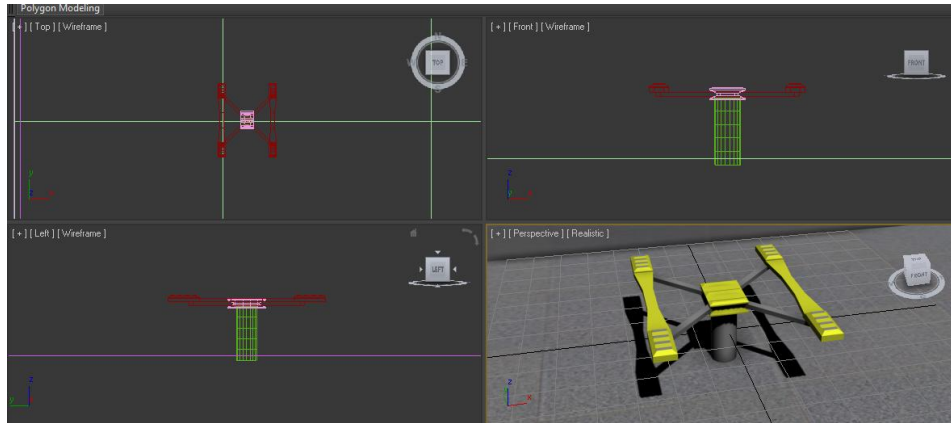 Polygon Modeling
[ + ] [ Top ] [ Wireframe ]
TOP
[ + ] [ Front ] [ Wireframe ]
FRONT
y
x
z
x
[ + ] [ Left ] [ Wireframe ]
LEFT
[ + ] [ Perspective ] [ Realistic ]
FRONT
z
y
z
x